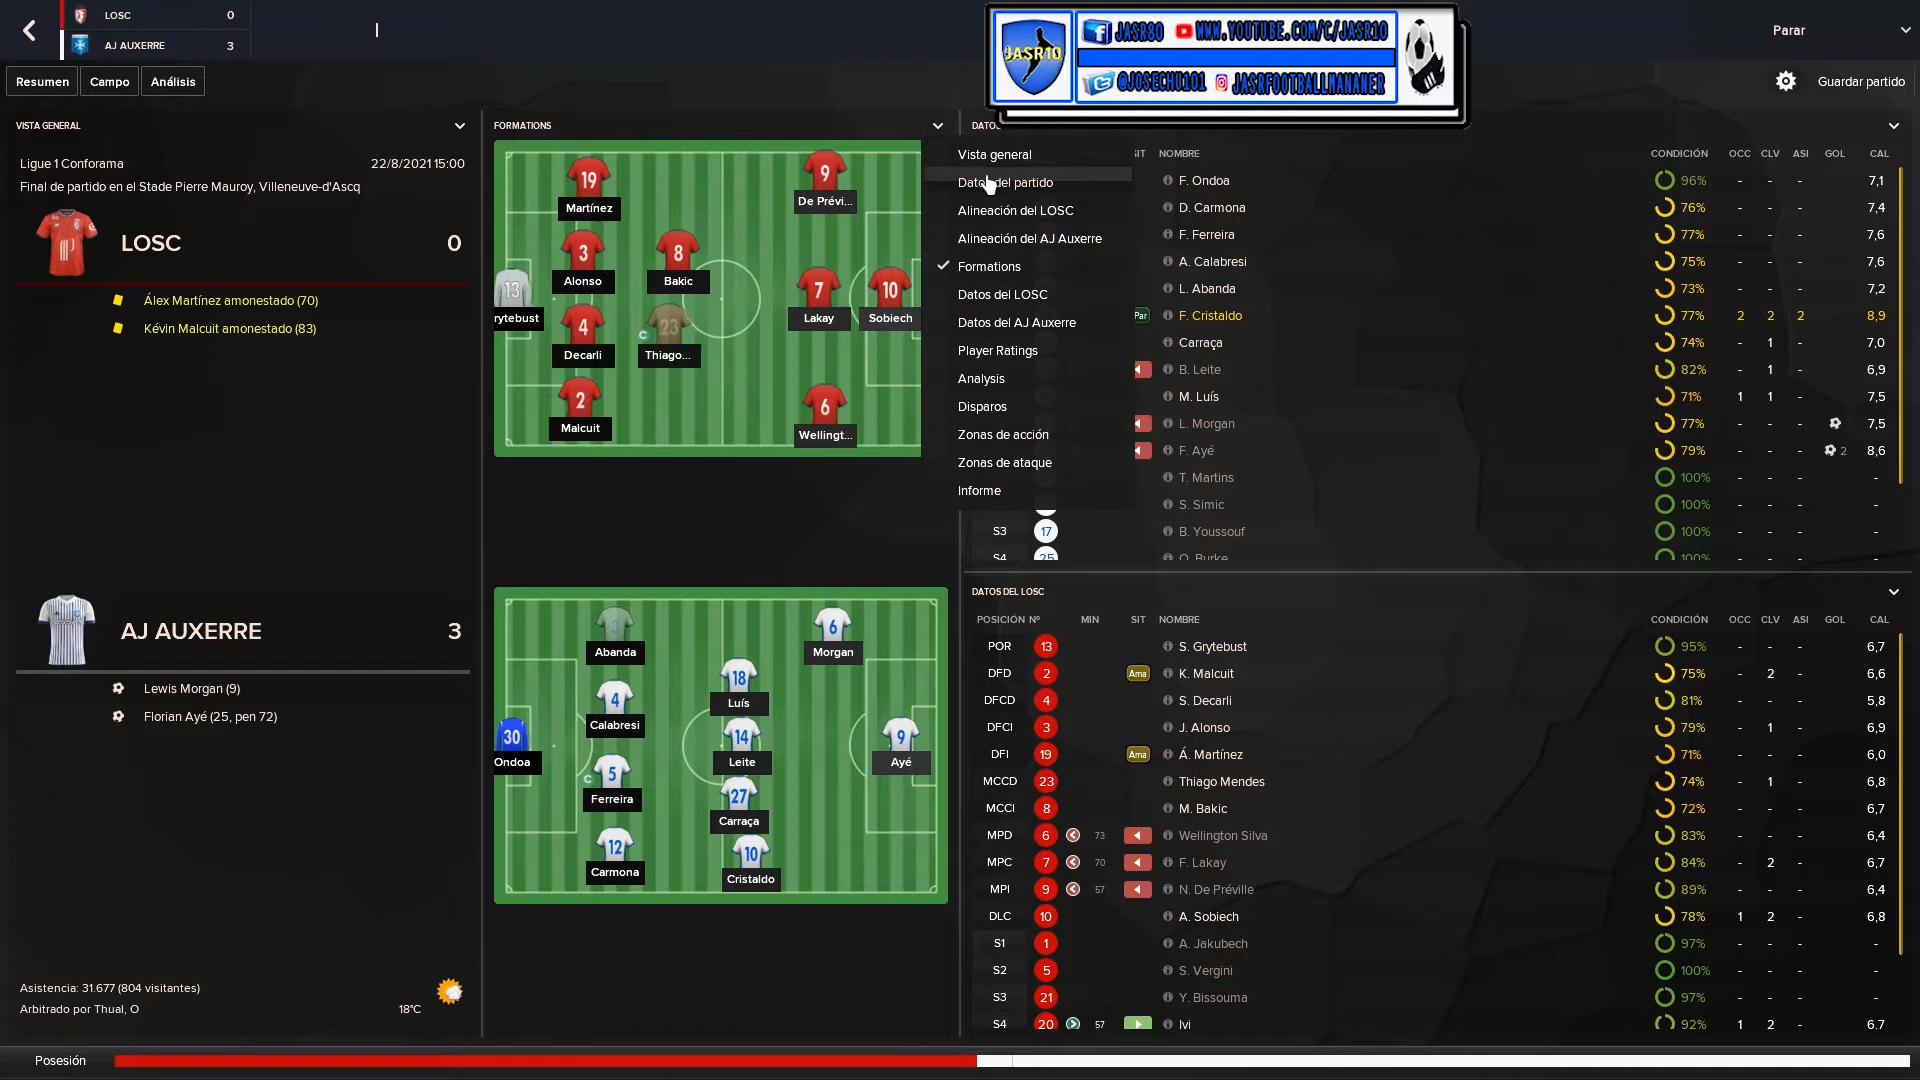 LOSC 0
AJ AUXERRE 3
JASR10
JASR80 WWW.YOUTUBE.COM/C/JASR10
@JOSECHU101 JASRFOOTBALLMANANER
Parar
Resumen Campo Análisis
Guardar partido
VISTA GENERAL
Ligue 1 Conforama 22/8/2021 15:00
Final de partido en el Stade Pierre Mauroy, Villeneuve-d'Ascq
LOSC 0
Álex Martínez amonestado (70)
Kévin Malcuit amonestado (83)
AJ AUXERRE 3
Lewis Morgan (9)
Florian Ayé (25, pen 72)
Asistencia: 31.677 (804 visitantes)
Arbitrado por Thual, O 18°C
FORMATIONS
19
Martínez
9
De Prévi...
3
Alonso
8
Bakic
13
rytebust
7
Lakay
10
Sobiech
4
Decarli
23
C
Thiago...
2
Malcuit
6
Wellingt...
3
Abanda
6
Morgan
4
Calabresi
18
Luís
30
Ondoa
14
Leite
9
Ayé
5
C
Ferreira
27
Carraça
12
Carmona
10
Cristaldo
Vista general
Datos del partido
Alineación del LOSC
Alineación del AJ Auxerre
Formations
Datos del LOSC
Datos del AJ Auxerre
Player Ratings
Analysis
Disparos
Zonas de acción
Zonas de ataque
Informe
DATOS
SIT NOMBRE CONDICIÓN OCC CLV ASI GOL CAL
F. Ondoa 96% - - - 7,1
D. Carmona 76% - - - 7,4
F. Ferreira 77% - - - 7,6
A. Calabresi 75% - - - 7,6
L. Abanda 73% - - - 7,2
Par F. Cristaldo 77% 2 2 2 8,9
Carraça 74% - 1 - 7,0
B. Leite 82% - 1 - 6,9
M. Luís 71% 1 1 - 7,5
L. Morgan 77% - - - 7,5
F. Ayé 79% - - - 2 8,6
T. Martins 100% - - - -
S. Simic 100% - - - -
S3 17 B. Youssouf 100% - - - -
S4 25 O. Burke 100% - - - -
DATOS DEL LOSC
POSICIÓN Nº MIN SIT NOMBRE CONDICIÓN OCC CLV ASI GOL CAL
POR 13 S. Grytebust 95% - - - 6,7
DFD 2 Ama K. Malcuit 75% - 2 - 6,6
DFCD 4 S. Decarli 81% - - - 5,8
DFCI 3 J. Alonso 79% - 1 - 6,9
DFI 19 Ama Á. Martínez 71% - - - 6,0
MCCD 23 Thiago Mendes 74% - 1 - 6,8
MCCI 8 M. Bakic 72% - - - 6,7
MPD 6 73 Wellington Silva 83% - - - 6,4
MPC 7 70 F. Lakay 84% - 2 - 6,7
MPI 9 57 N. De Préville 89% - - - 6,4
DLC 10 A. Sobiech 78% 1 2 - 6,8
S1 1 A. Jakubech 97% - - - -
S2 5 S. Vergini 100% - - - -
S3 21 Y. Bissouma 97% - - - -
S4 20 57 Ivi 92% 1 2 - 6,7
Posesión